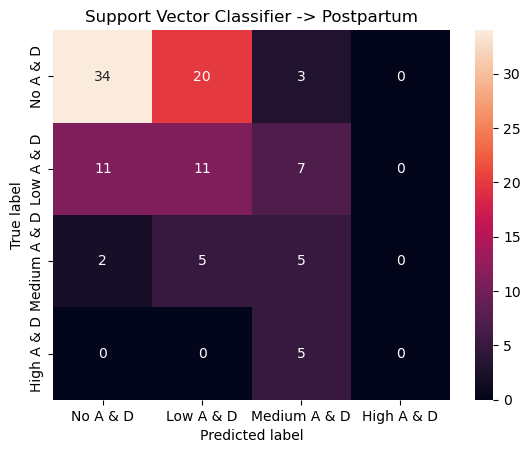 Support Vector Classifier -> Postpartum
True label
No A & D
34 20 3 0
Low A & D
11 11 7 0
Medium A & D
2 5 5 0
High A & D
0 0 5 0
No A & D Low A & D Medium A & D High A & D
Predicted label
30
25
20
15
10
5
0